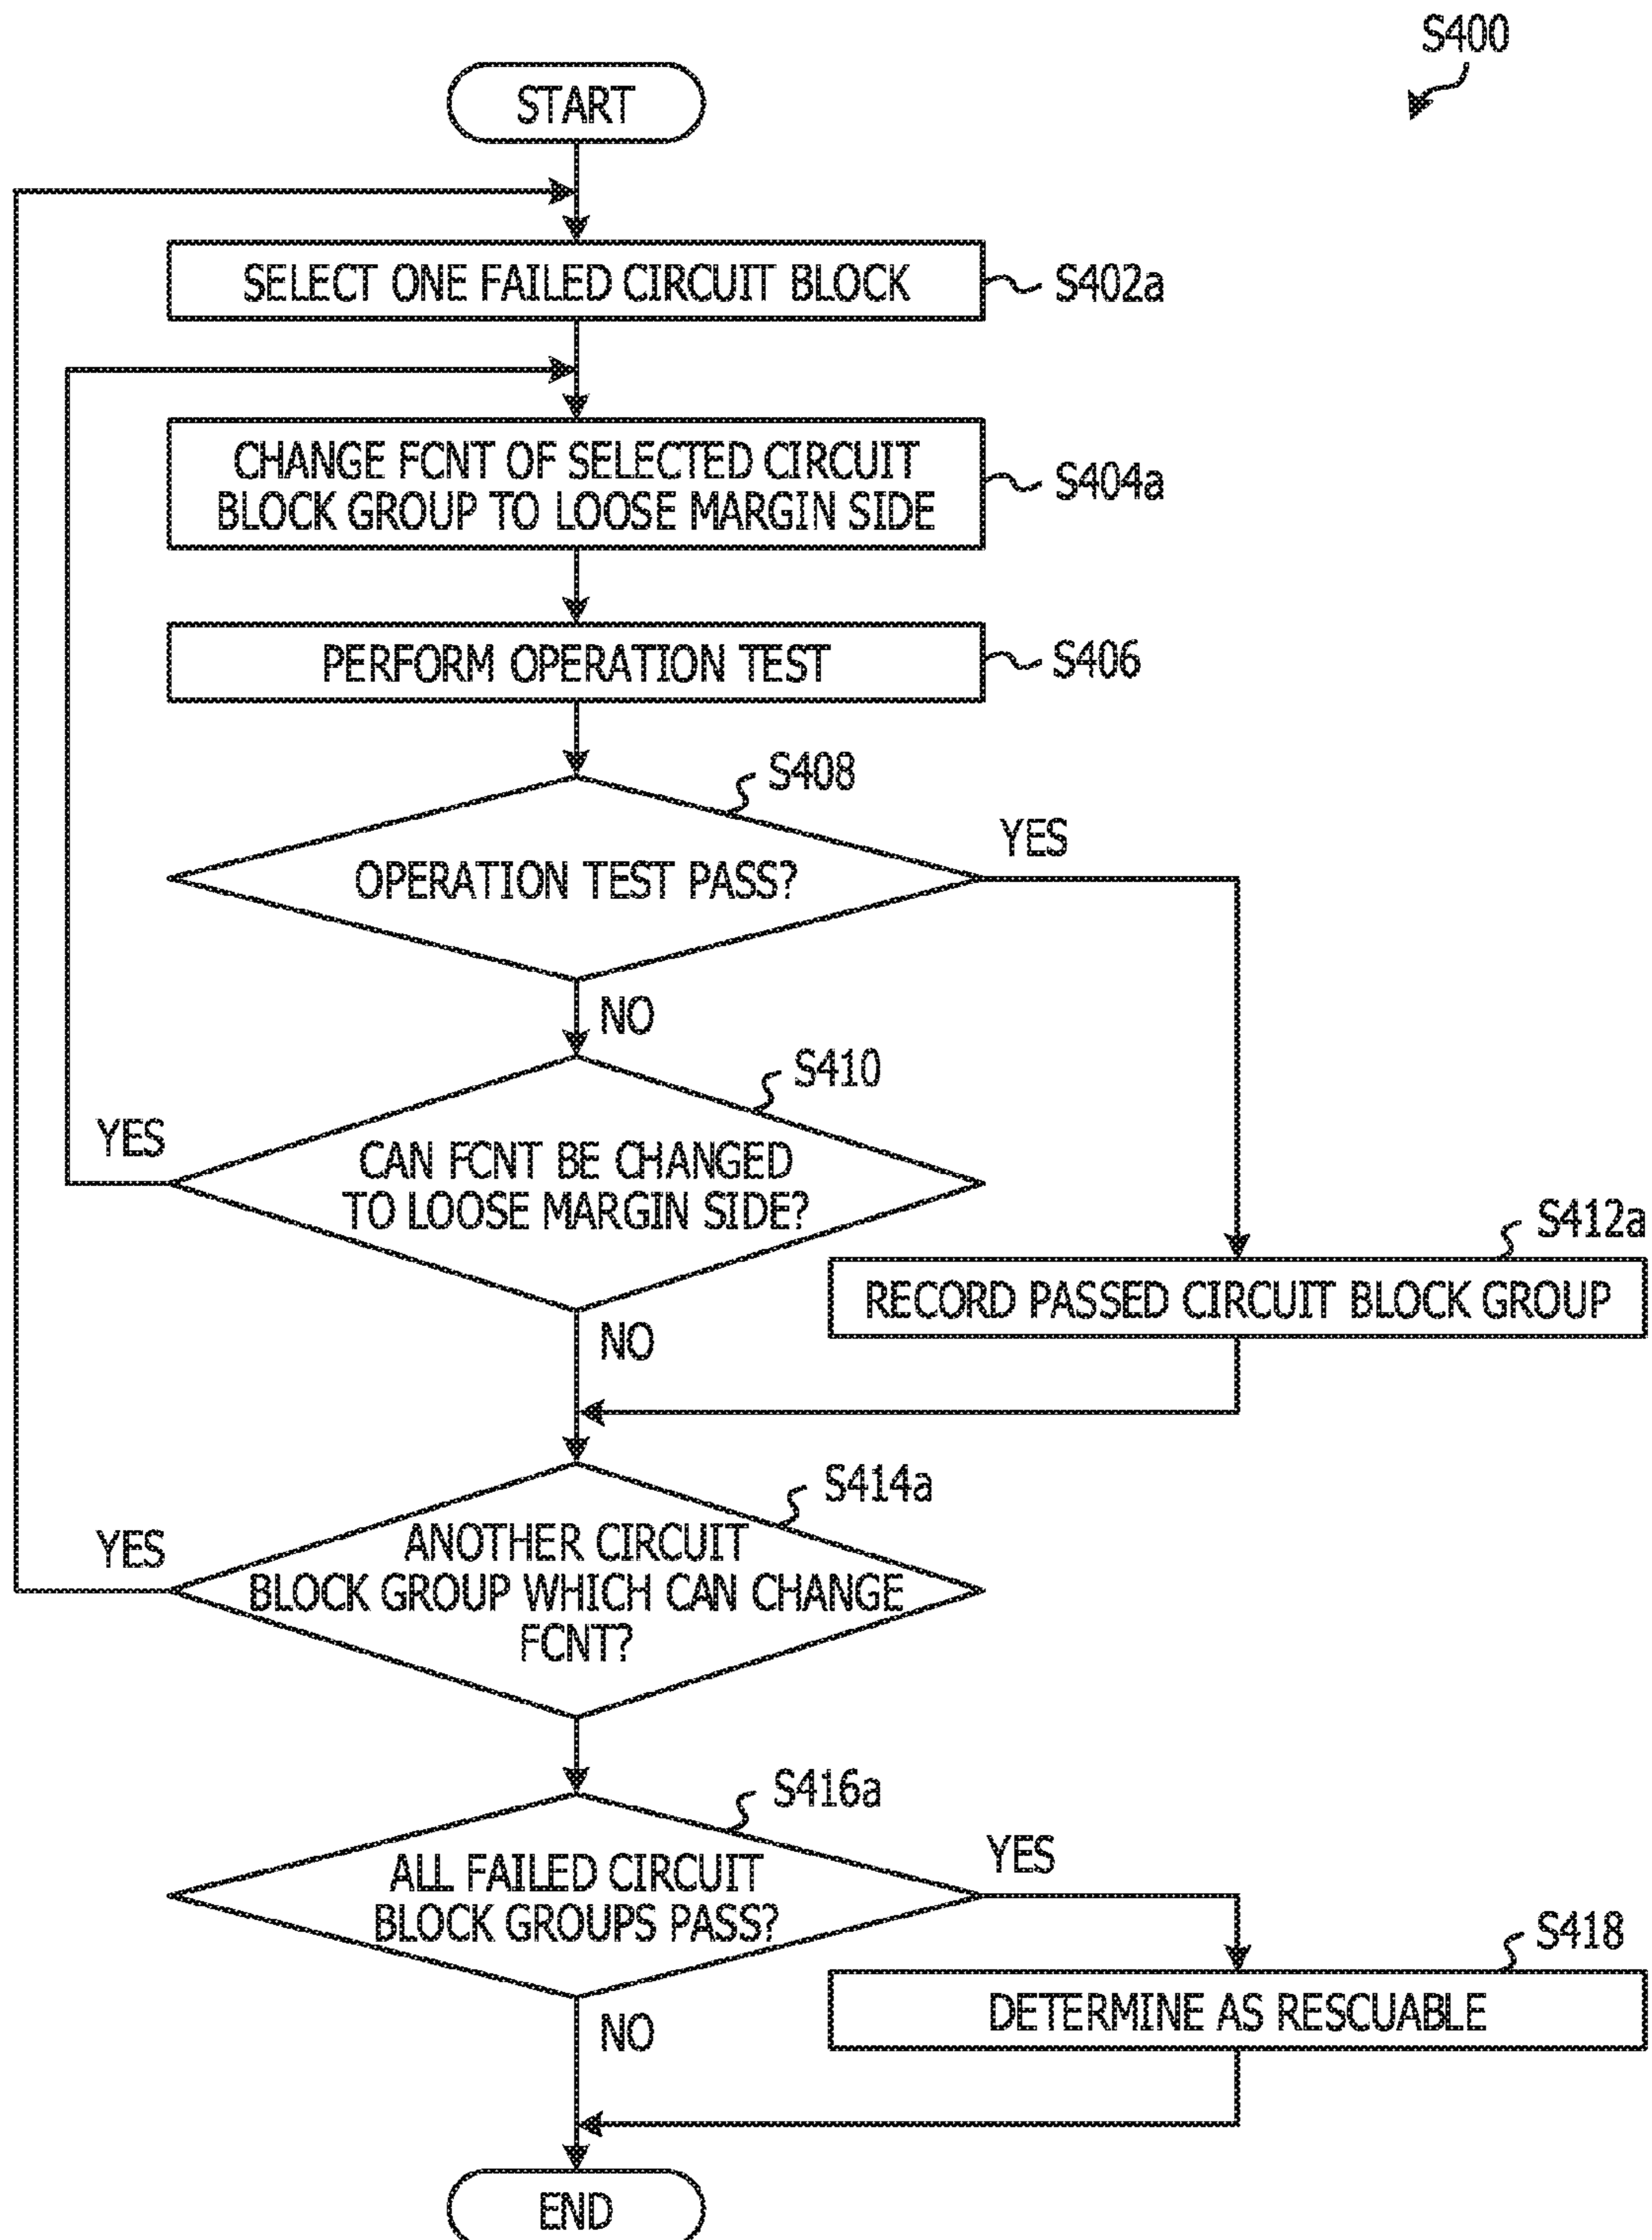 S400
START
SELECT ONE FAILED CIRCUIT BLOCK
S402a
CHANGE FCNT OF SELECTED CIRCUIT
BLOCK GROUP TO LOOSE MARGIN SIDE
S404a
PERFORM OPERATION TEST
S406
S408
OPERATION TEST PASS?
YES
NO
S410
CAN FCNT BE CHANGED
TO LOOSE MARGIN SIDE?
YES
NO
S412a
RECORD PASSED CIRCUIT BLOCK GROUP
S414a
ANOTHER CIRCUIT
BLOCK GROUP WHICH CAN CHANGE
FCNT?
YES
S416a
ALL FAILED CIRCUIT
BLOCK GROUPS PASS?
YES
NO
S418
DETERMINE AS RESCUABLE
END